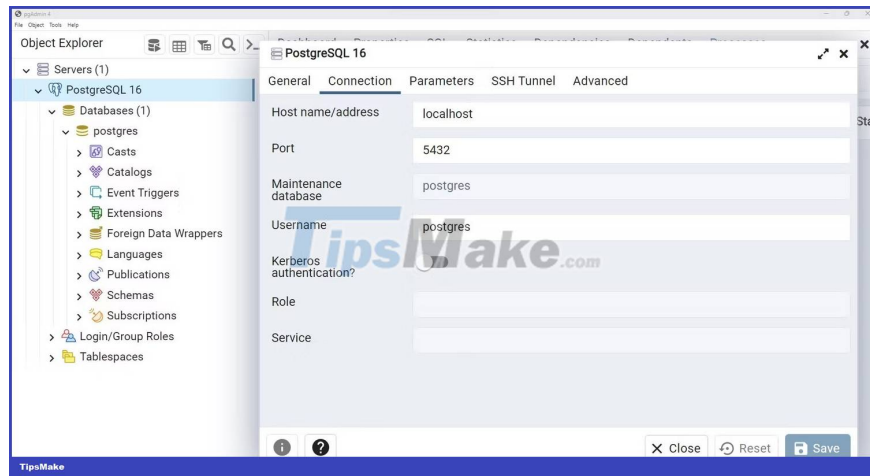 pgAdmin 4
File Object Tools Help
Object Explorer
Servers (1)
PostgreSQL 16
Databases (1)
postgres
Casts
Catalogs
Event Triggers
Extensions
Foreign Data Wrappers
Languages
Publications
Schemas
Subscriptions
Login/Group Roles
Tablespaces
PostgreSQL 16
General Connection Parameters SSH Tunnel Advanced
Host name/address localhost
Port 5432
Maintenance
database postgres
Username postgres
Kerberos
authentication?
Role
Service
Close Reset Save
TipsMake.com
TipsMake